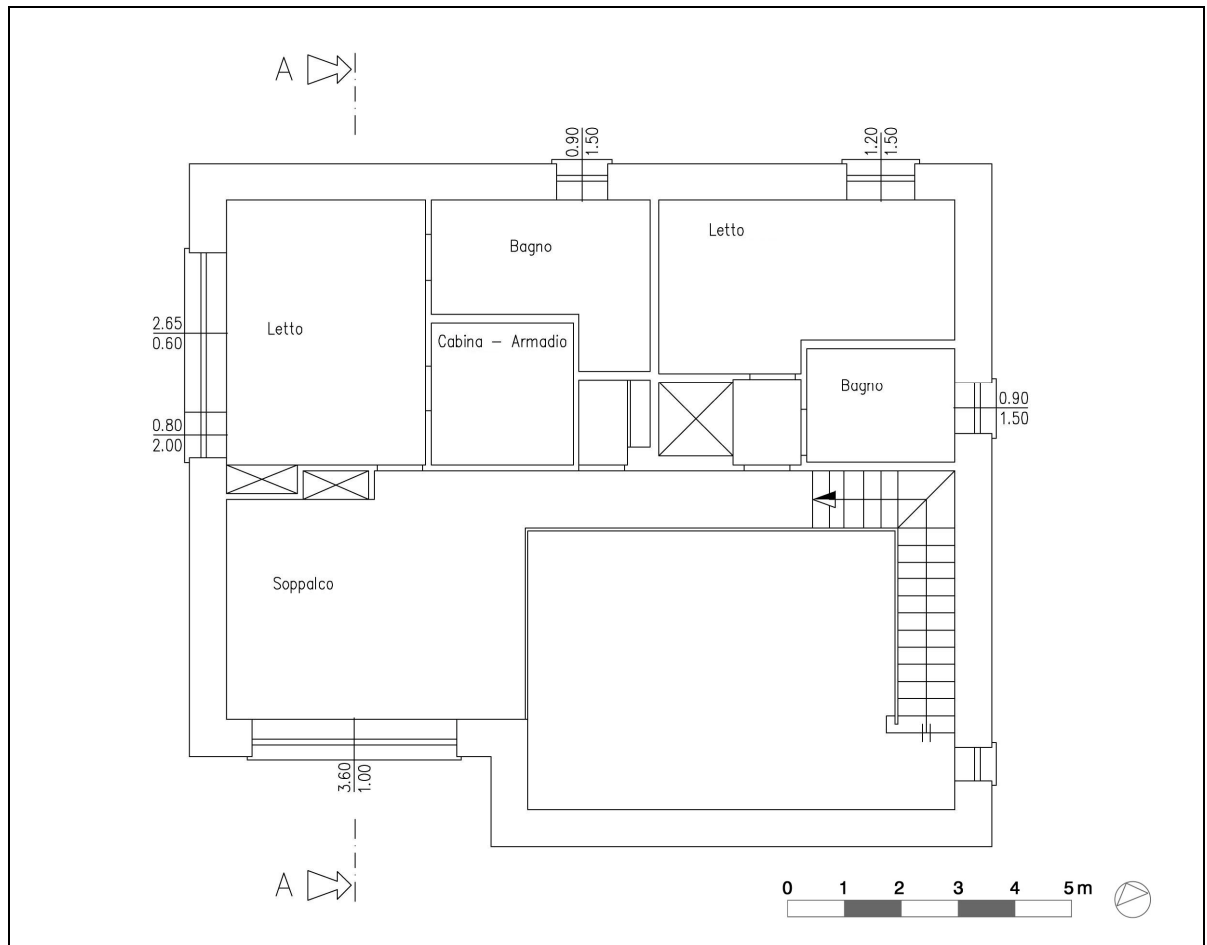 A
0.90
1.50
1.20
1.50
Bagno
Letto
2.65
0.60
Letto
Cabina – Armadio
Bagno
0.90
1.50
0.80
2.00
Soppalco
3.60
1.00
A
0 1 2 3 4 5 m